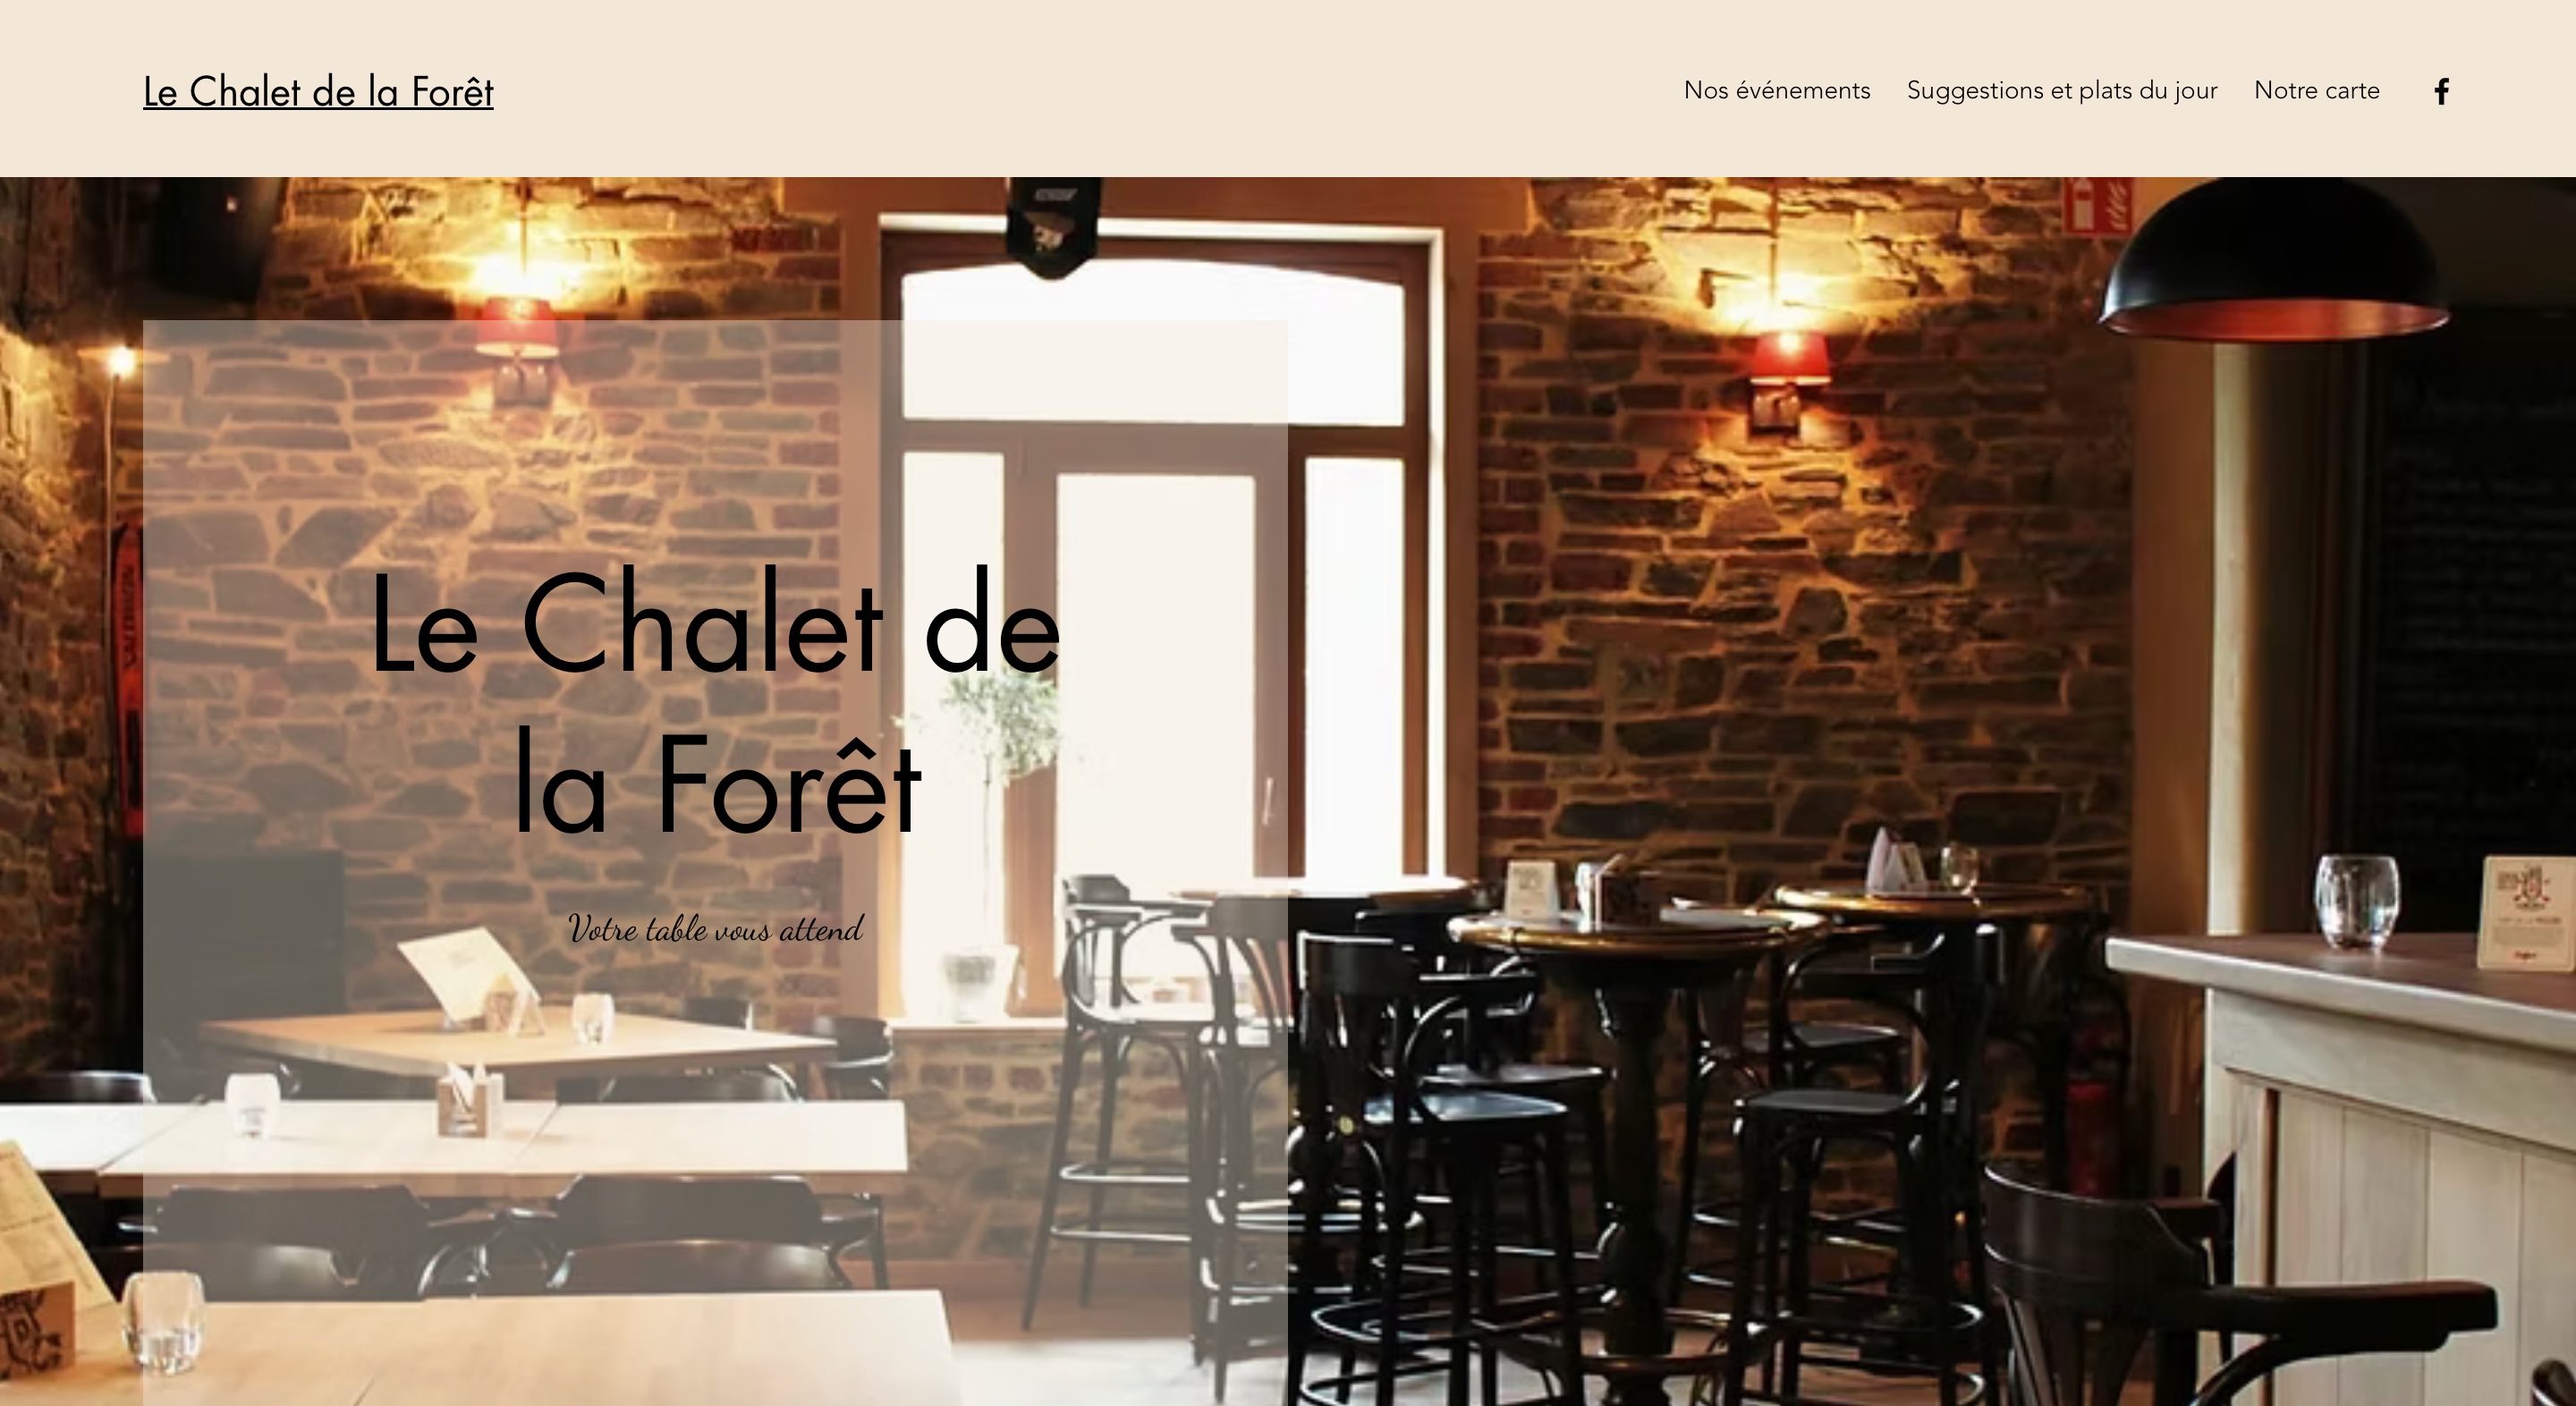 Le Chalet de la Forêt
Nos événements
Suggestions et plats du jour
Notre carte
Le Chalet de
la Forêt
Votre table vous attend